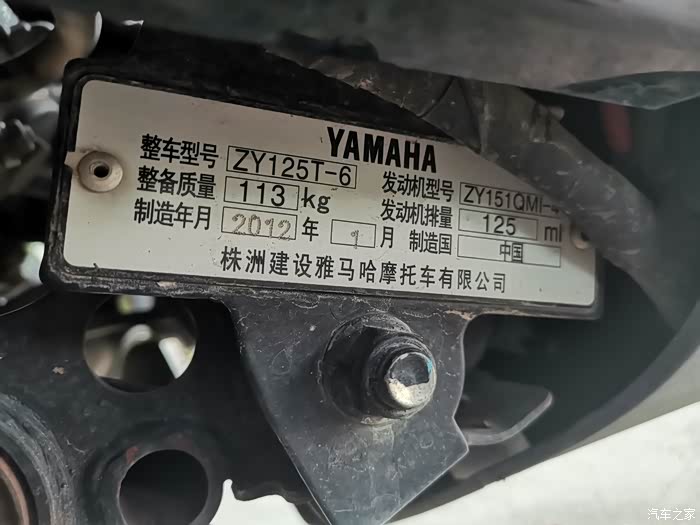 YAMAHA
整车型号 ZY125T-6 发动机型号 ZY151QMI-
整备质量 113 kg 发动机排量 125 ml
制造年月 2012 年 1 月 制造国 中国
株洲建设雅马哈摩托车有限公司
汽车之家